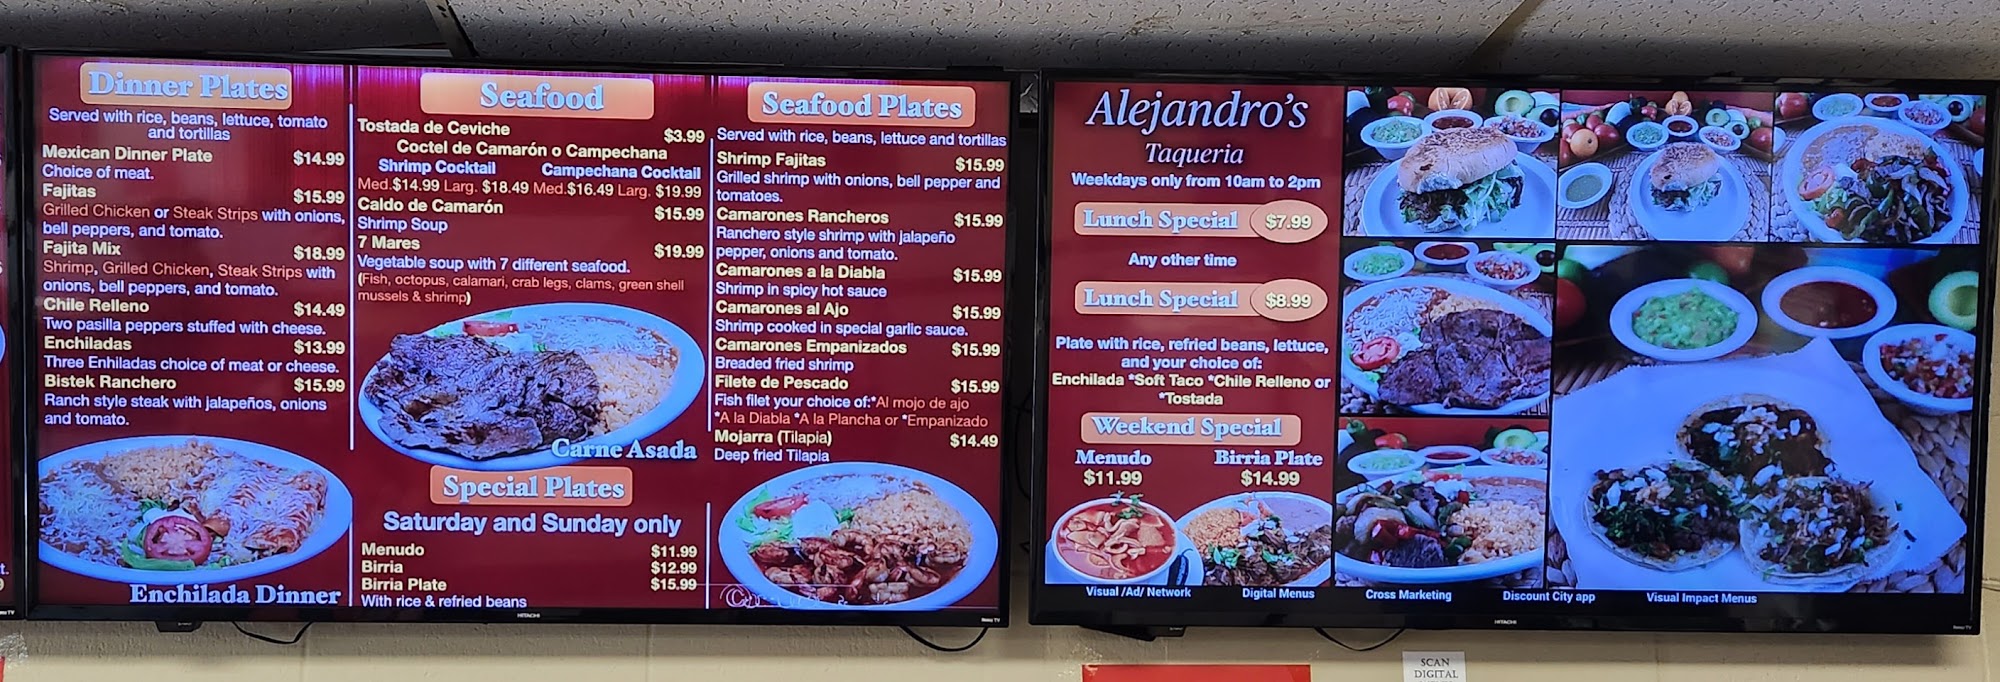 Dinner Plates
Served with rice, beans, lettuce, tomato
and tortillas
Mexican Dinner Plate $14.99
Choice of meat.
Fajitas $15.99
Grilled Chicken or Steak Strips with onions,
bell peppers, and tomato.
Fajita Mix $18.99
Shrimp, Grilled Chicken, Steak Strips with
onions, bell peppers, and tomato.
Chile Relleno $14.49
Two pasilla peppers stuffed with cheese.
Enchiladas $13.99
Three Enhiladas choice of meat or cheese.
Bistek Ranchero $15.99
Ranch style steak with jalapeños, onions
and tomato.
Enchilada Dinner
Seafood
Tostada de Ceviche $3.99
Coctel de Camarón o Campechana
Shrimp Cocktail Campechana Cocktail
Med.$14.99 Larg. $18.49 Med.$16.49 Larg. $19.99
Caldo de Camarón $15.99
Shrimp Soup
7 Mares $19.99
Vegetable soup with 7 different seafood.
(Fish, octopus, calamari, crab legs, clams, green shell
mussels & shrimp)
Carne Asada
Special Plates
Saturday and Sunday only
Menudo $11.99
Birria $12.99
Birria Plate $15.99
With rice & refried beans
HITACHI
Seafood Plates
Served with rice, beans, lettuce and tortillas
Shrimp Fajitas $15.99
Grilled shrimp with onions, bell pepper and
tomatoes.
Camarones Rancheros $15.99
Ranchero style shrimp with jalapeño
pepper, onions and tomato.
Camarones a la Diabla $15.99
Shrimp in spicy hot sauce
Camarones al Ajo $15.99
Shrimp cooked in special garlic sauce.
Camarones Empanizados $15.99
Breaded fried shrimp
Filete de Pescado $15.99
Fish filet your choice of:*Al mojo de ajo
*A la Diabla *A la Plancha or *Empanizado
Mojarra (Tilapia) $14.49
Deep fried Tilapia
Roku TV
Alejandro's
Taqueria
Weekdays only from 10am to 2pm
Lunch Special $7.99
Any other time
Lunch Special $8.99
Plate with rice, refried beans, lettuce,
and your choice of:
Enchilada *Soft Taco *Chile Relleno or
*Tostada
Weekend Special
Menudo Birria Plate
$11.99 $14.99
Visual /Ad/ Network Digital Menus Cross Marketing Discount City app Visual Impact Menus
HITACHI
Roku TV
SCAN
DIGITAL